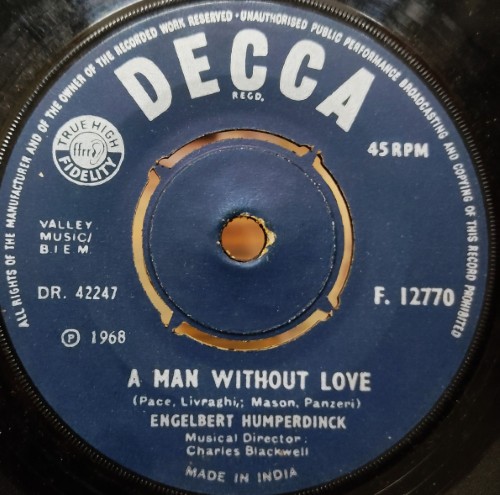 ALL RIGHTS OF THE MANUFACTURER AND OF THE OWNER OF THE RECORDED WORK RESERVED · UNAUTHORISED PUBLIC PERFORMANCE BROADCASTING AND COPYING OF THIS RECORD PROHIBITED
DECCA
REGD.
TRUE HIGH
ffrr
FIDELITY
45 RPM
VALLEY
MUSIC/
B.I.E.M.
DR. 42247
F. 12770
℗ 1968
A MAN WITHOUT LOVE
(Pace, Livraghi,; Mason, Panzeri)
ENGELBERT HUMPERDINCK
Musical Director:
Charles Blackwell
MADE IN INDIA